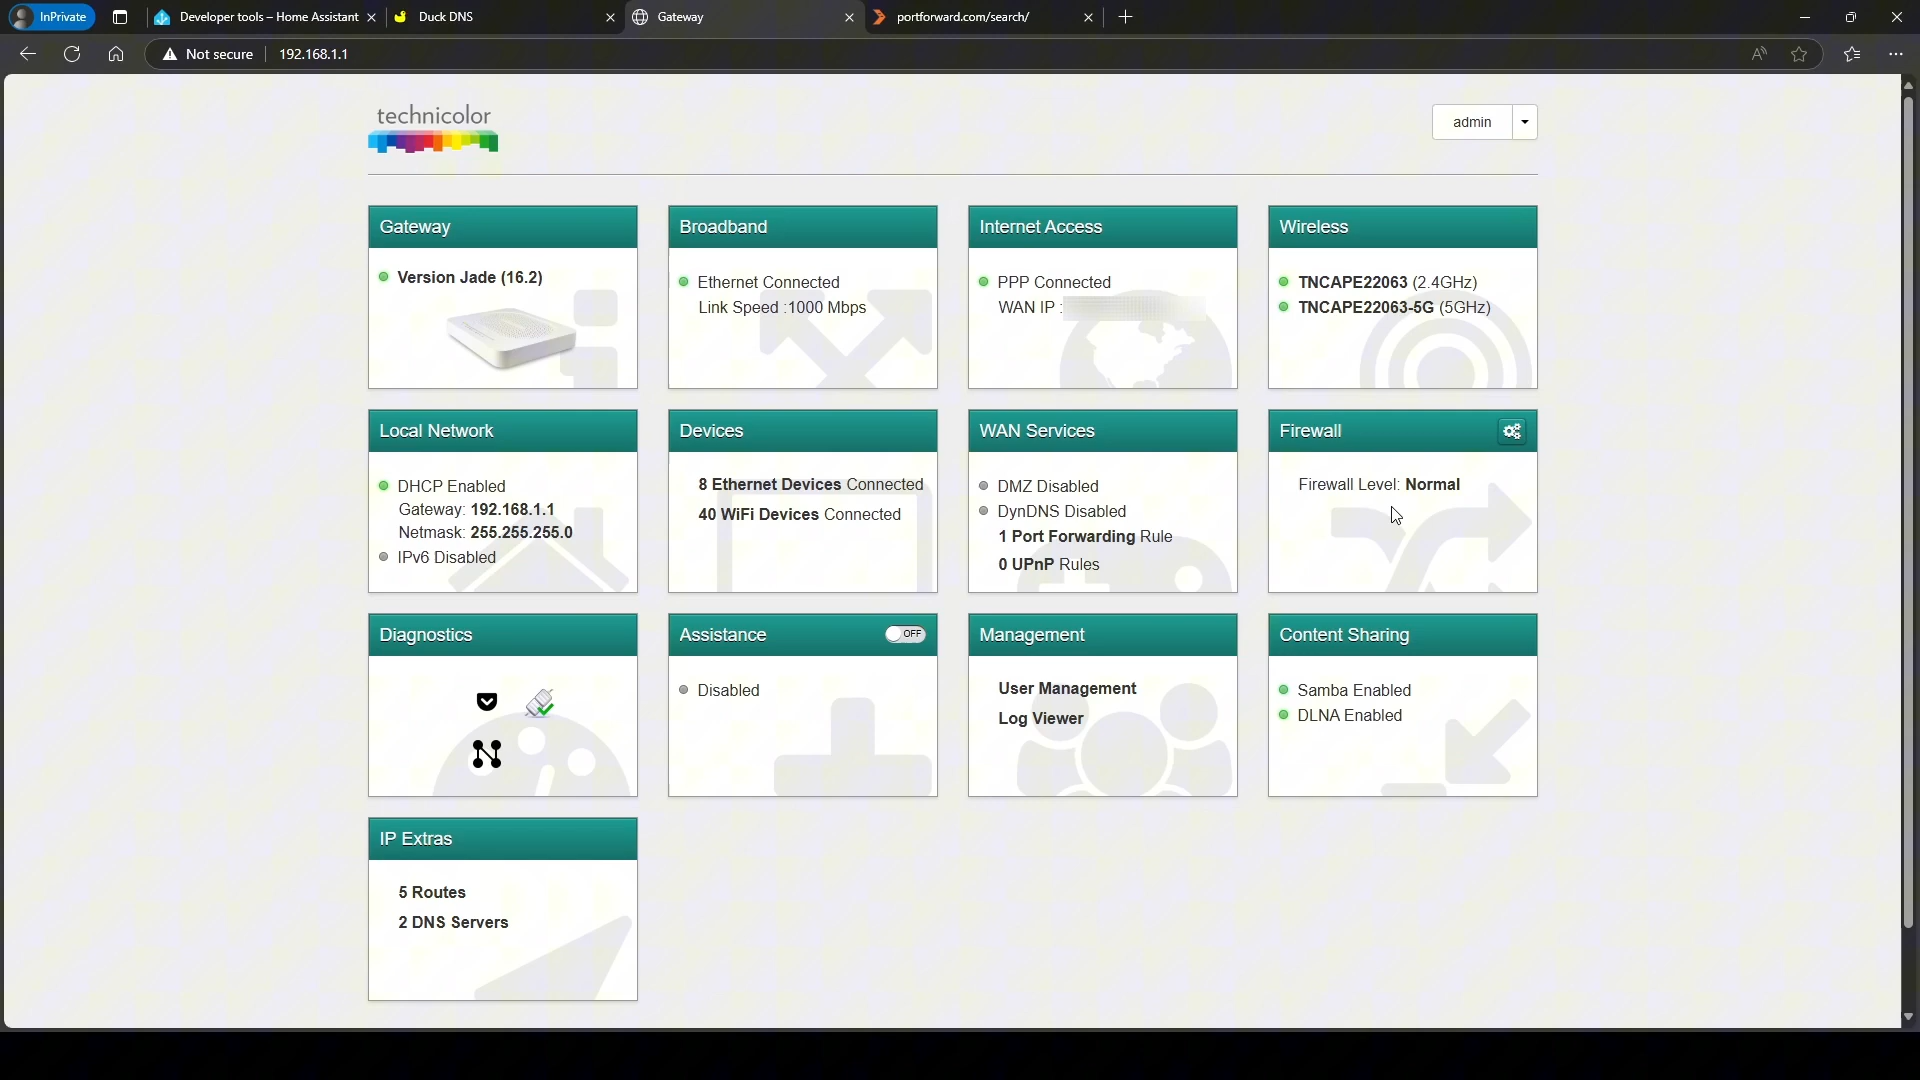 InPrivate
Developer tools – Home Assistant
Duck DNS
Gateway
portforward.com/search/
Not secure
192.168.1.1
technicolor
admin
Gateway
Version Jade (16.2)
Broadband
Ethernet Connected
Link Speed :1000 Mbps
Internet Access
PPP Connected
WAN IP :
Wireless
TNCAPE22063 (2.4GHz)
TNCAPE22063-5G (5GHz)
Local Network
DHCP Enabled
Gateway: 192.168.1.1
Netmask: 255.255.255.0
IPv6 Disabled
Devices
8 Ethernet Devices Connected
40 WiFi Devices Connected
WAN Services
DMZ Disabled
DynDNS Disabled
1 Port Forwarding Rule
0 UPnP Rules
Firewall
Firewall Level: Normal
Diagnostics
Assistance
OFF
Disabled
Management
User Management
Log Viewer
Content Sharing
Samba Enabled
DLNA Enabled
IP Extras
5 Routes
2 DNS Servers